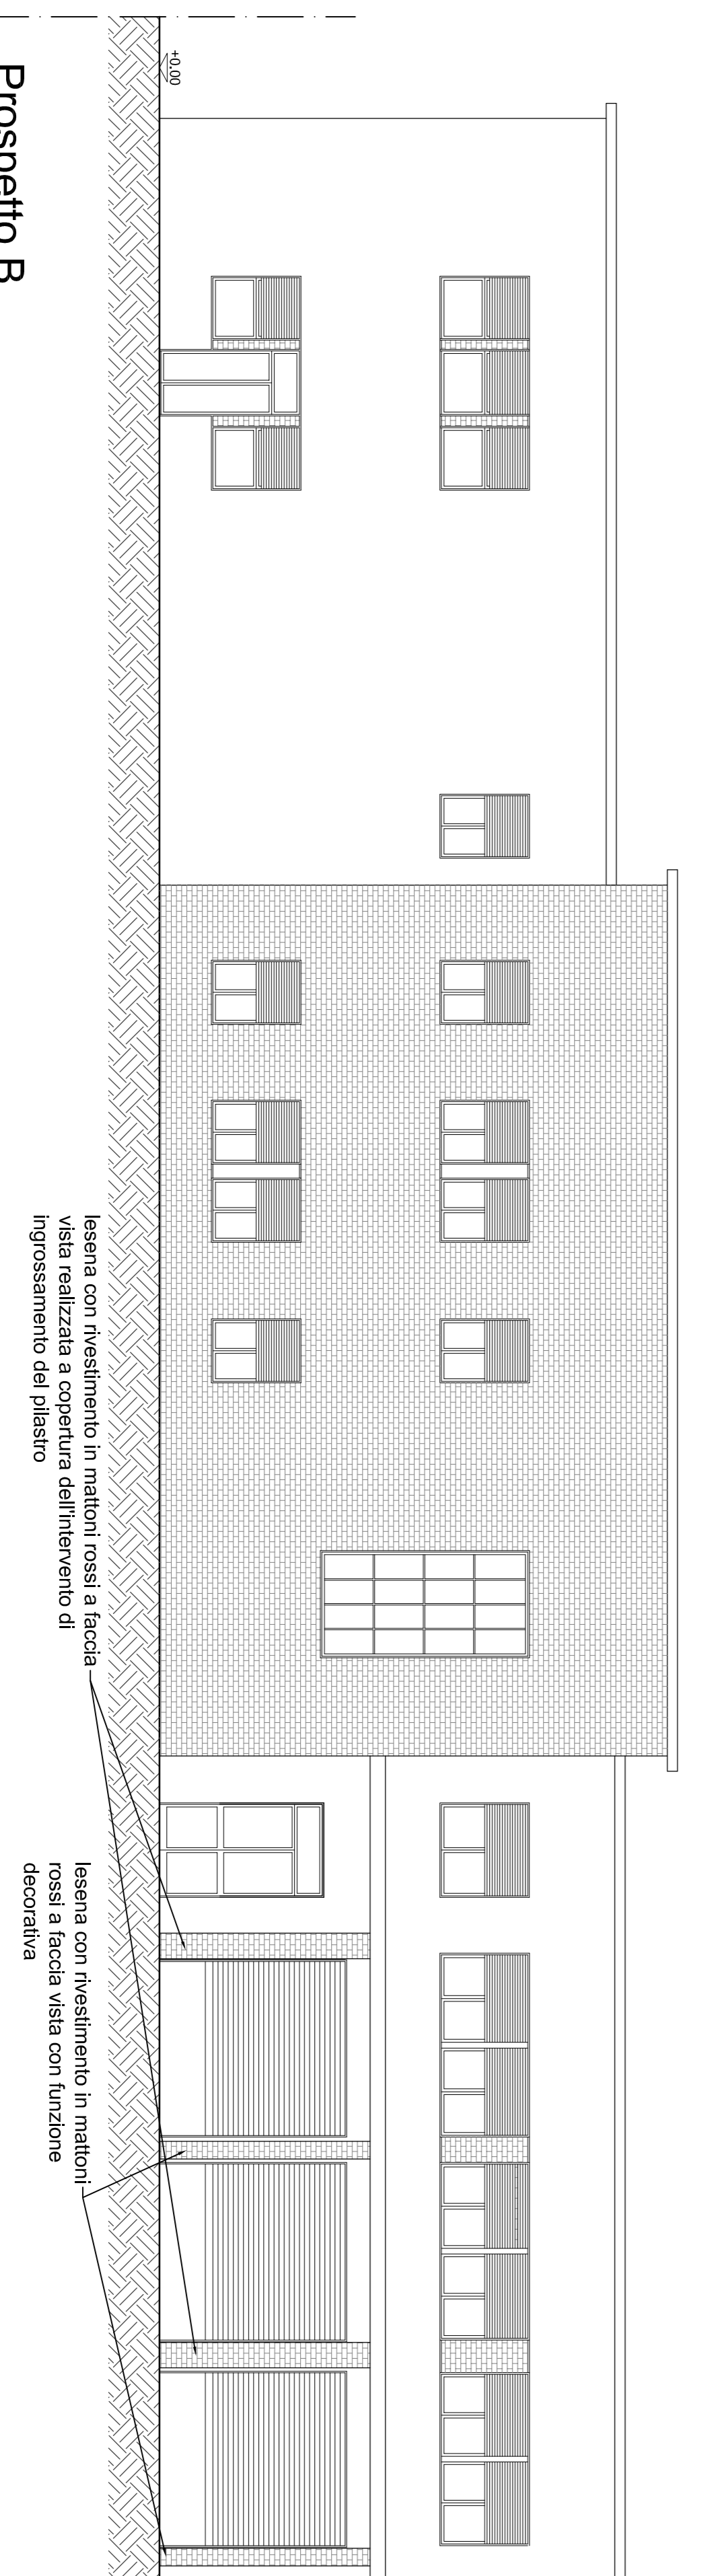 +0.00
Prospetto B
lesena con rivestimento in mattoni rossi a faccia
vista realizzata a copertura dell'intervento di
ingrossamento del pilastro
lesena con rivestimento in mattoni
rossi a faccia vista con funzione
decorativa